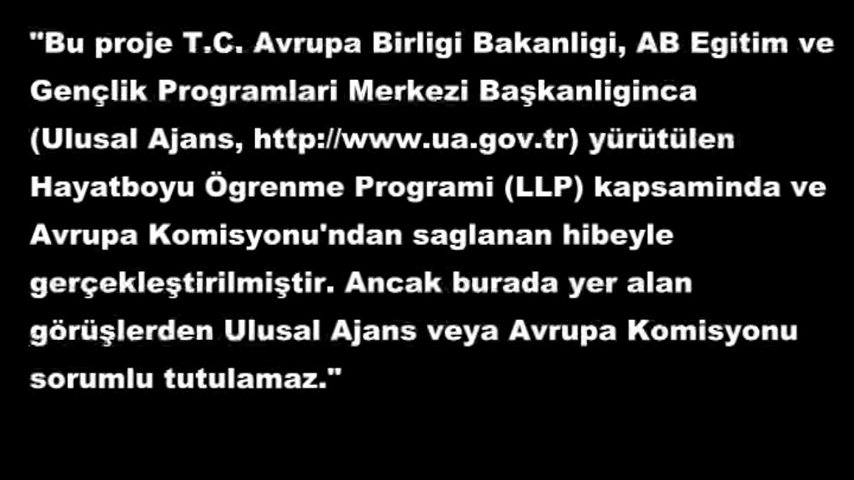 "Bu proje T.C. Avrupa Birligi Bakanligi, AB Egitim ve
Gençlik Programlari Merkezi Başkanliginca
(Ulusal Ajans, http://www.ua.gov.tr) yürütülen
Hayatboyu Ögrenme Programi (LLP) kapsaminda ve
Avrupa Komisyonu'ndan saglanan hibeyle
gerçekleştirilmiştir. Ancak burada yer alan
görüşlerden Ulusal Ajans veya Avrupa Komisyonu
sorumlu tutulamaz."